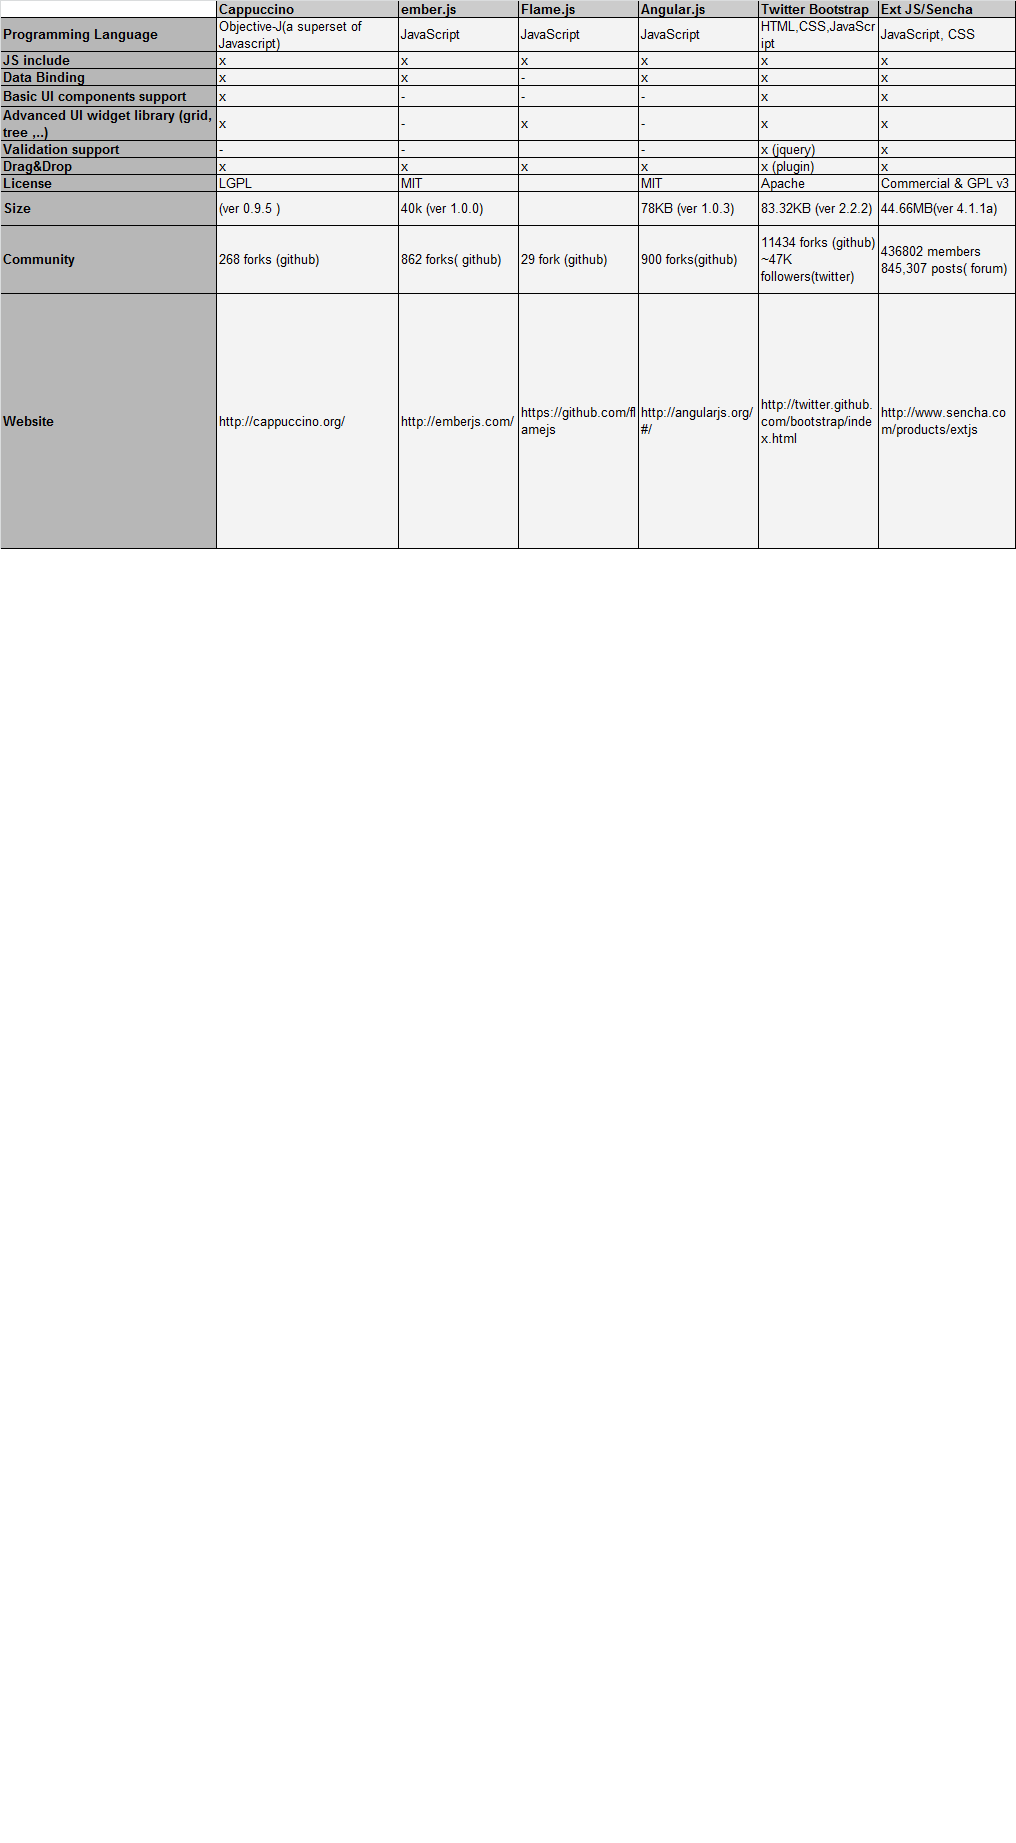 Cappuccino ember.js Flame.js Angular.js Twitter Bootstrap Ext JS/Sencha
Programming Language
Objective-J(a superset of
Javascript)
JavaScript
JavaScript
JavaScript
HTML,CSS,JavaScr
ipt
JavaScript, CSS
JS include x x x x x x
Data Binding x x - x x x
Basic UI components support x - - - x x
Advanced UI widget library (grid,
tree ,..)
x - x - x x
Validation support - - - x (jquery) x
Drag&Drop x x x x x (plugin) x
License LGPL MIT MIT Apache Commercial & GPL v3
Size (ver 0.9.5 ) 40k (ver 1.0.0) 78KB (ver 1.0.3) 83.32KB (ver 2.2.2) 44.66MB(ver 4.1.1a)
Community
268 forks (github)
862 forks( github)
29 fork (github)
900 forks(github)
11434 forks (github)
~47K
followers(twitter)
436802 members
845,307 posts( forum)
Website
http://cappuccino.org/
http://emberjs.com/
https://github.com/fl
amejs
http://angularjs.org/
#/
http://twitter.github.
com/bootstrap/inde
x.html
http://www.sencha.co
m/products/extjs